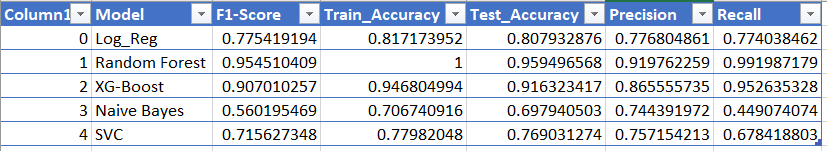 Column1 Model F1-Score Train_Accuracy Test_Accuracy Precision Recall
0 Log_Reg 0.775419194 0.817173952 0.807932876 0.776804861 0.774038462
1 Random Forest 0.954510409 1 0.959496568 0.919762259 0.991987179
2 XG-Boost 0.907010257 0.946804994 0.916323417 0.865555735 0.952635328
3 Naive Bayes 0.560195469 0.706740916 0.697940503 0.744391972 0.449074074
4 SVC 0.715627348 0.77982048 0.769031274 0.757154213 0.678418803